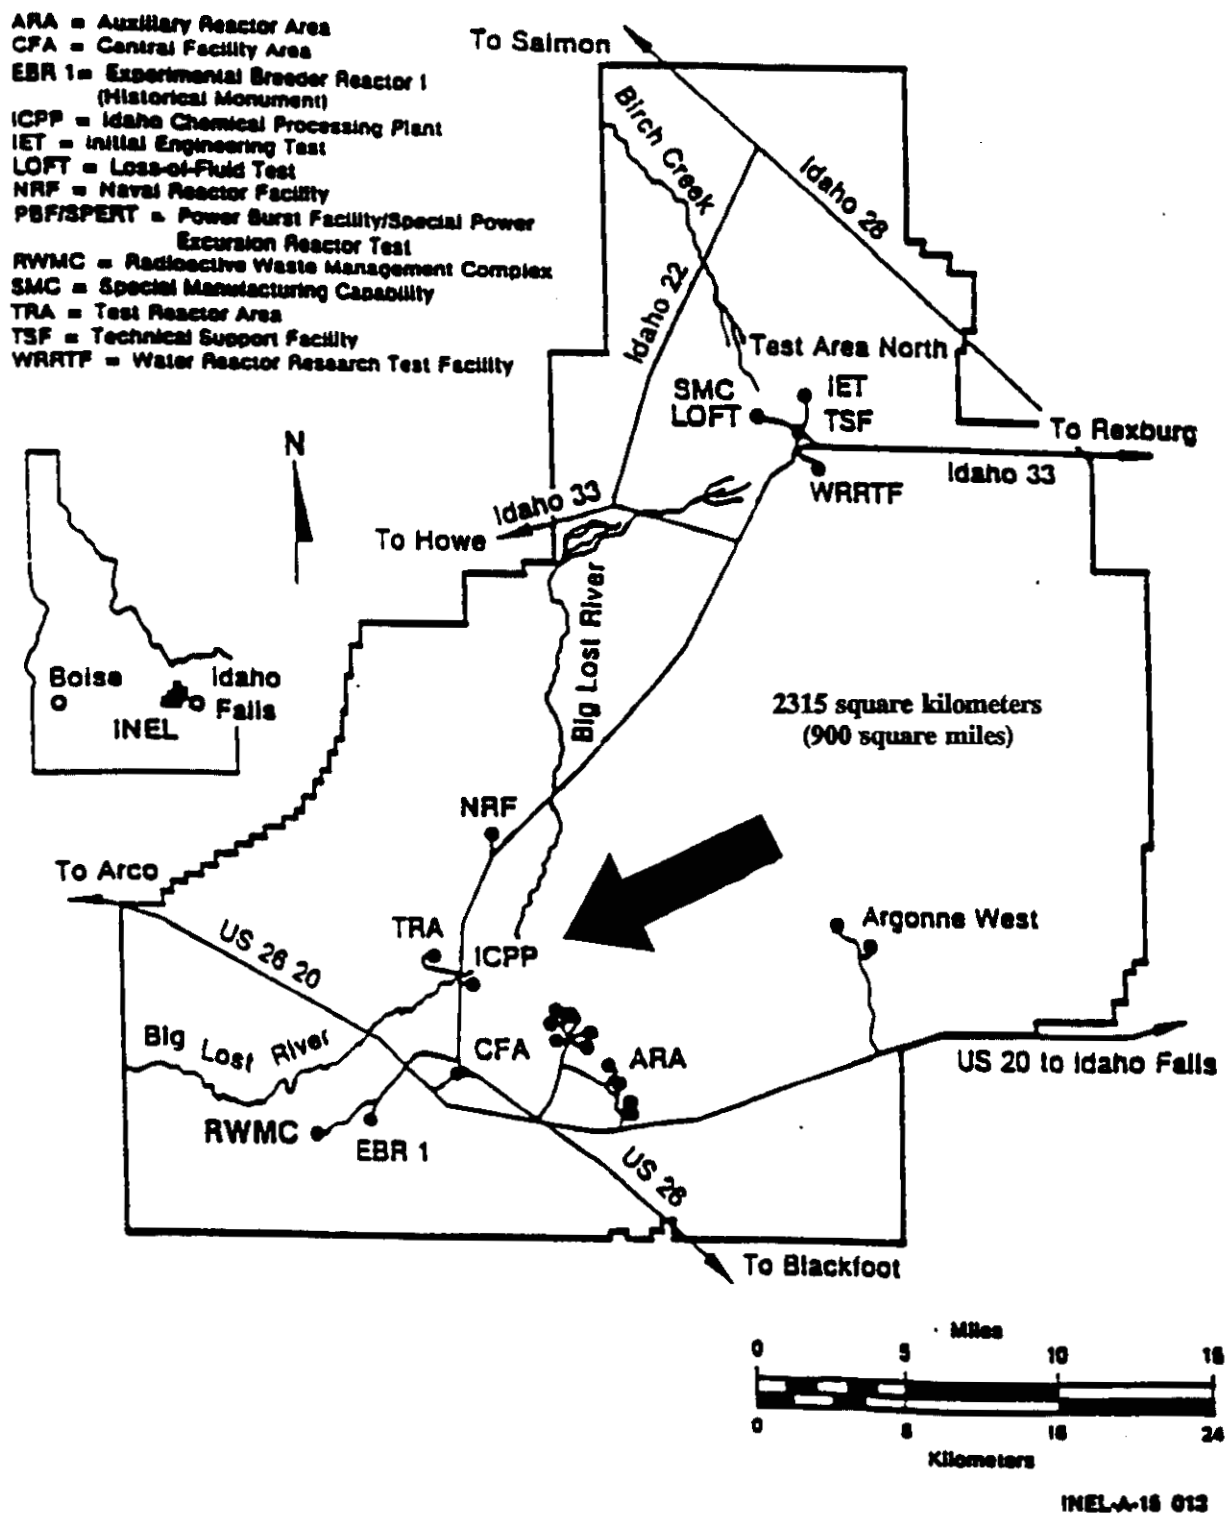 ARA = Auxiliary Reactor Area
CFA = Central Facility Area
EBR 1= Experimental Breeder Reactor I
(Historical Monument)
ICPP = Idaho Chemical Processing Plant
IET = Initial Engineering Test
LOFT = Loss-of-Fluid Test
NRF = Naval Reactor Facility
PBF/SPERT = Power Burst Facility/Special Power
Excursion Reactor Test
RWMC = Radioactive Waste Management Complex
SMC = Special Manufacturing Capability
TRA = Test Reactor Area
TSF = Technical Support Facility
WRRTF = Water Reactor Research Test Facility
To Salmon
Birch Creek
Idaho 28
Idaho 22
Test Area North
SMC
LOFT
IET
TSF
To Rexburg
Idaho 33
WRRTF
Idaho 33
To Howe
N
Boise
Idaho
Falls
INEL
Big Lost River
2315 square kilometers
(900 square miles)
NRF
To Arco
US 26 20
TRA
ICPP
Argonne West
Big Lost River
CFA
ARA
US 20 to Idaho Falls
RWMC
EBR 1
US 26
To Blackfoot
Miles
0 5 10 15
0 8 16 24
Kilometers
INEL-A-15 013